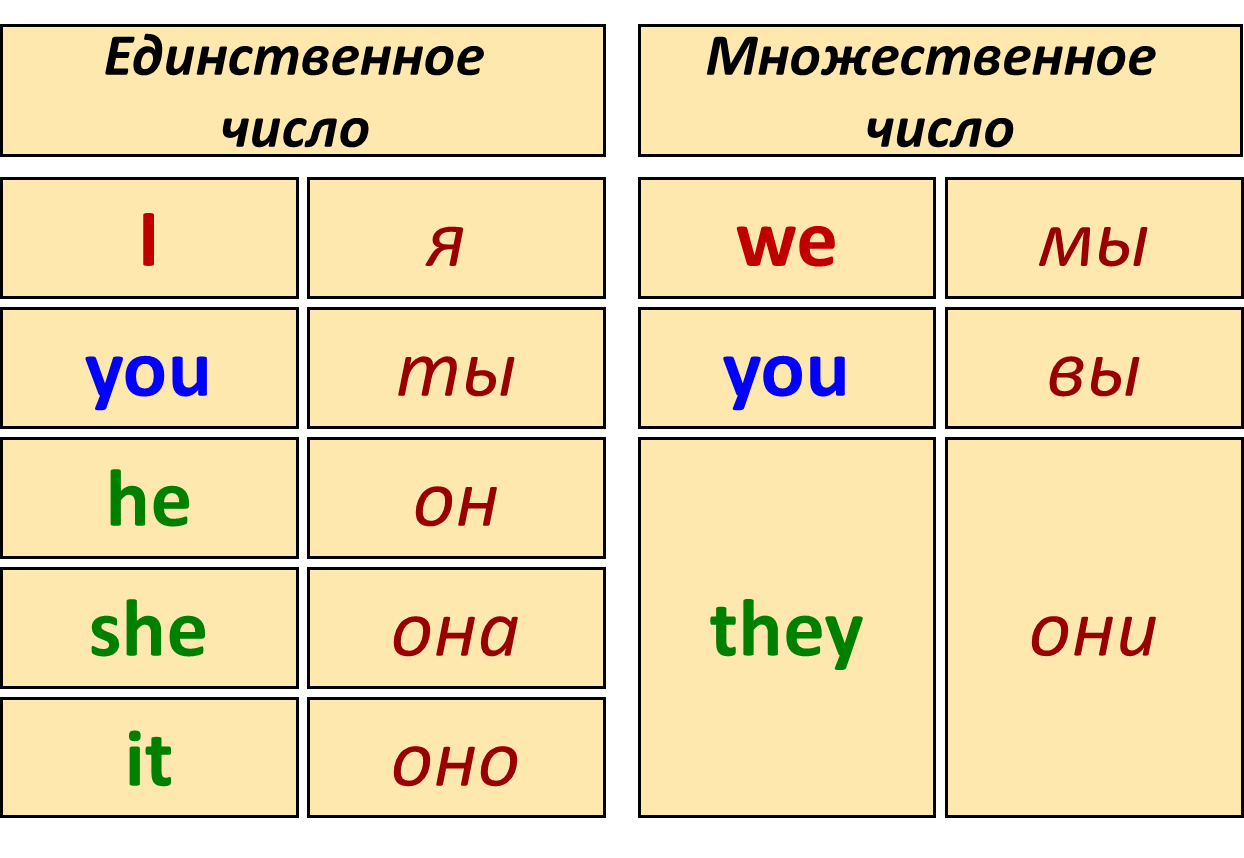 Единственное
число
Множественное
число
I я we мы
you ты you вы
he он
she она they они
it оно